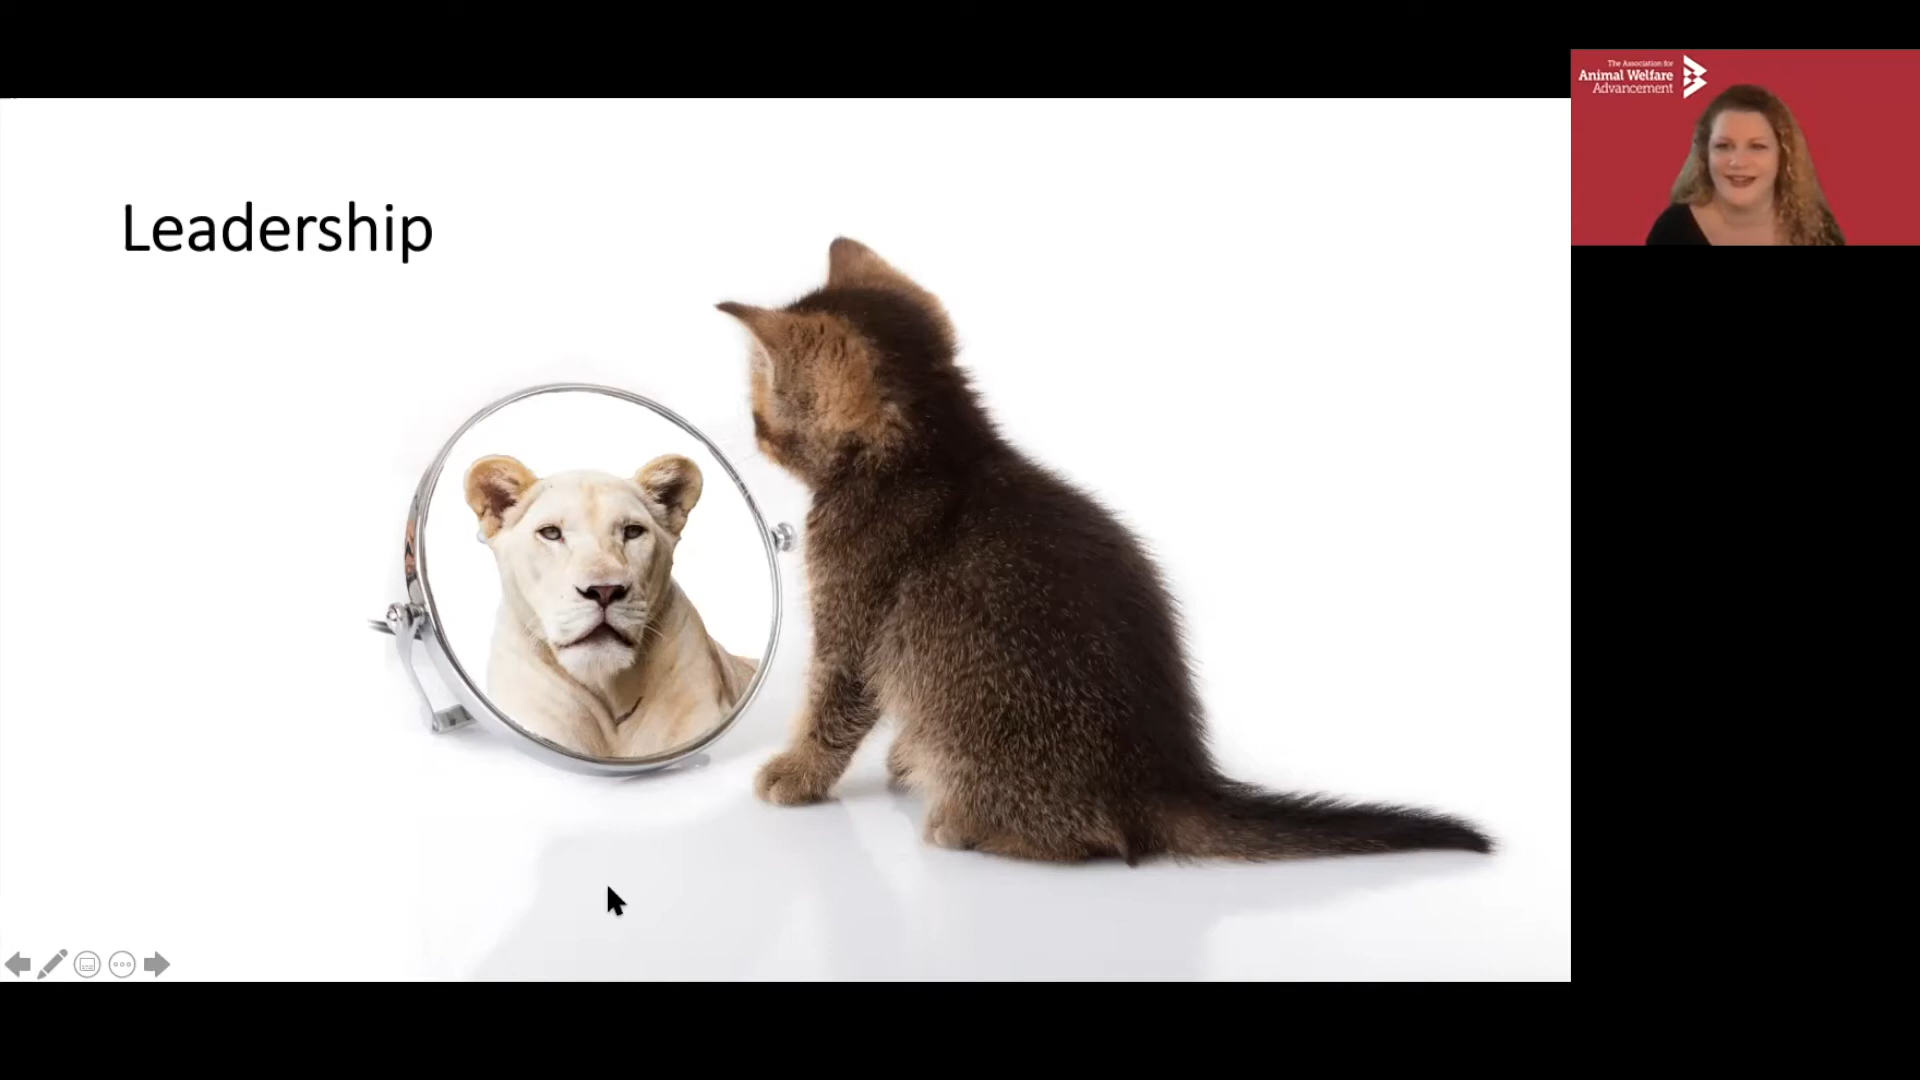 Leadership
The Association for
Animal Welfare
Advancement